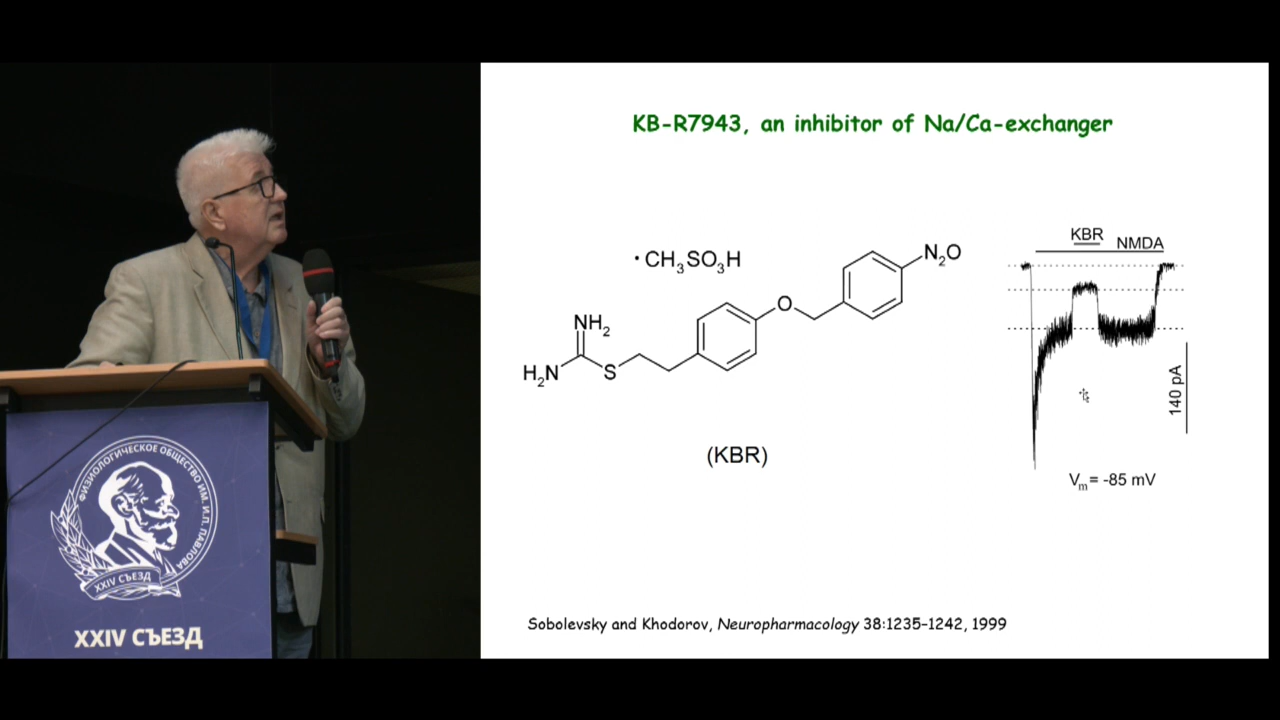 KB-R7943, an inhibitor of Na/Ca-exchanger
· CH₃SO₃H
N₂O
O
NH₂
H₂N
S
(KBR)
KBR
NMDA
140 pA
Vₘ= -85 mV
Sobolevsky and Khodorov, Neuropharmacology 38:1235–1242, 1999
ФИЗИОЛОГИЧЕСКОЕ ОБЩЕСТВО ИМ. И.П. ПАВЛОВА
XXIV СЪЕЗД
XXIV СЪЕЗД